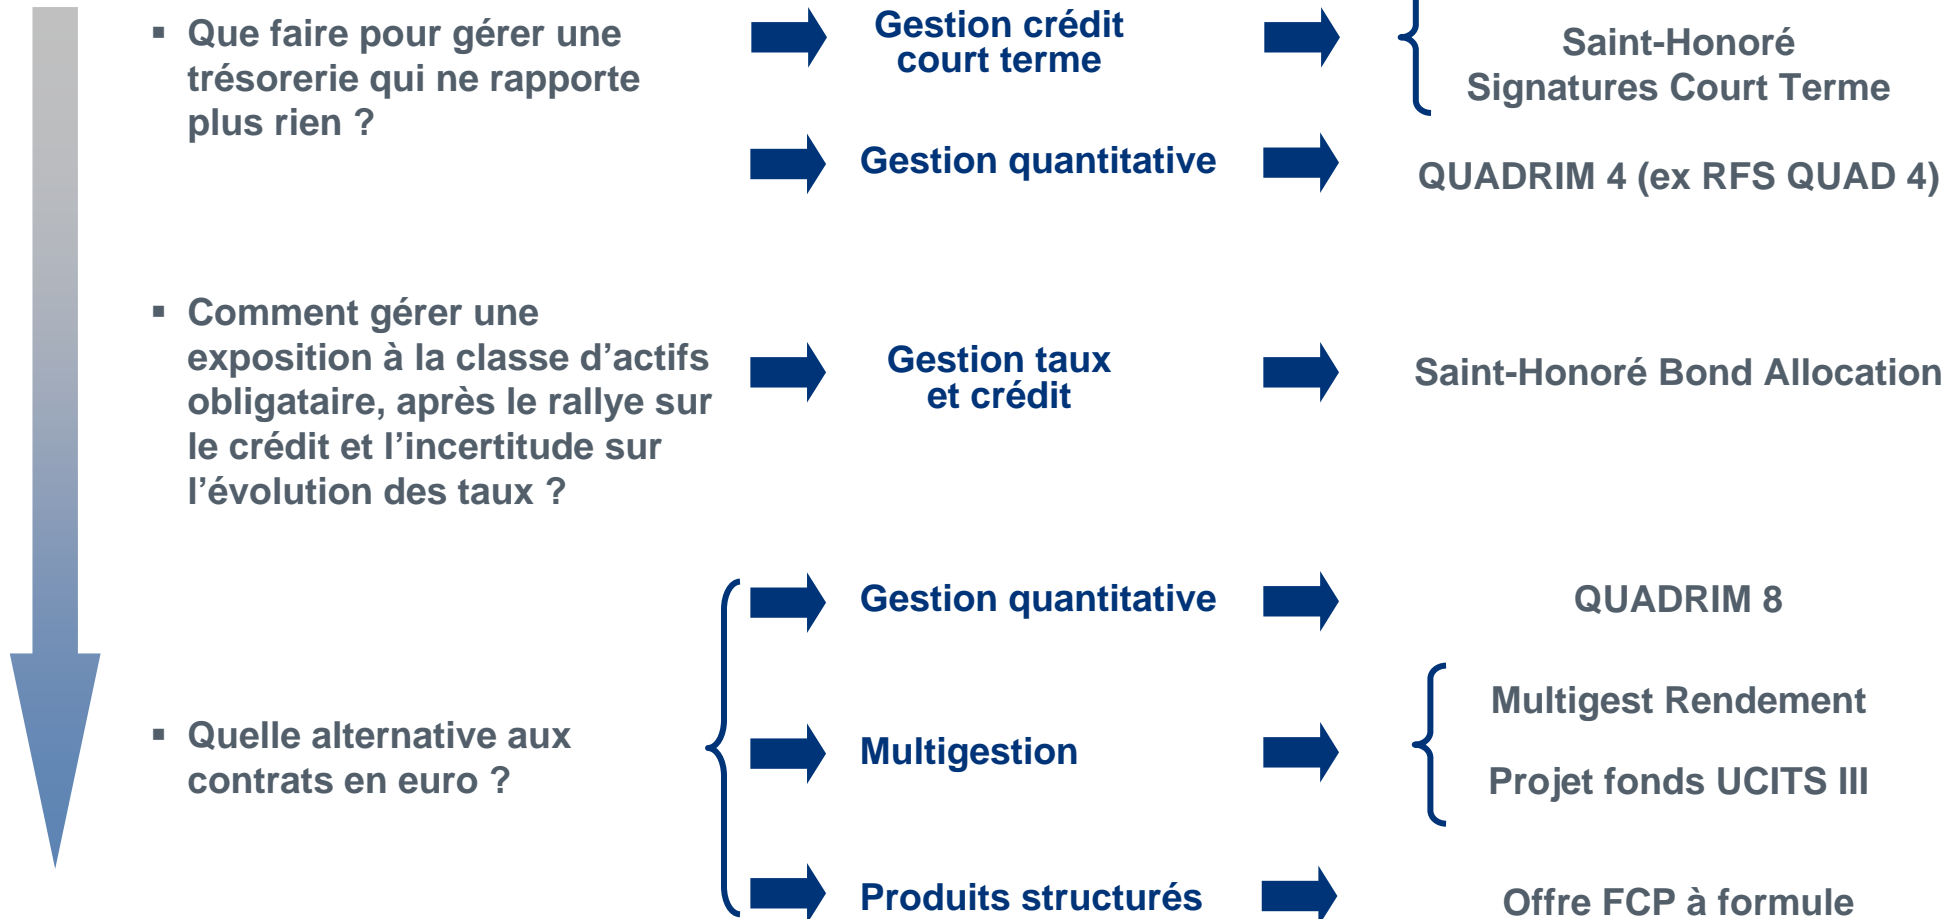 ▪ Que faire pour gérer une
trésorerie qui ne rapporte
plus rien ?
Gestion crédit
court terme
Saint-Honoré
Signatures Court Terme
Gestion quantitative
QUADRIM 4 (ex RFS QUAD 4)
▪ Comment gérer une
exposition à la classe d’actifs
obligataire, après le rallye sur
le crédit et l’incertitude sur
l’évolution des taux ?
Gestion taux
et crédit
Saint-Honoré Bond Allocation
▪ Quelle alternative aux
contrats en euro ?
Gestion quantitative
QUADRIM 8
Multigestion
Multigest Rendement
Projet fonds UCITS III
Produits structurés
Offre FCP à formule